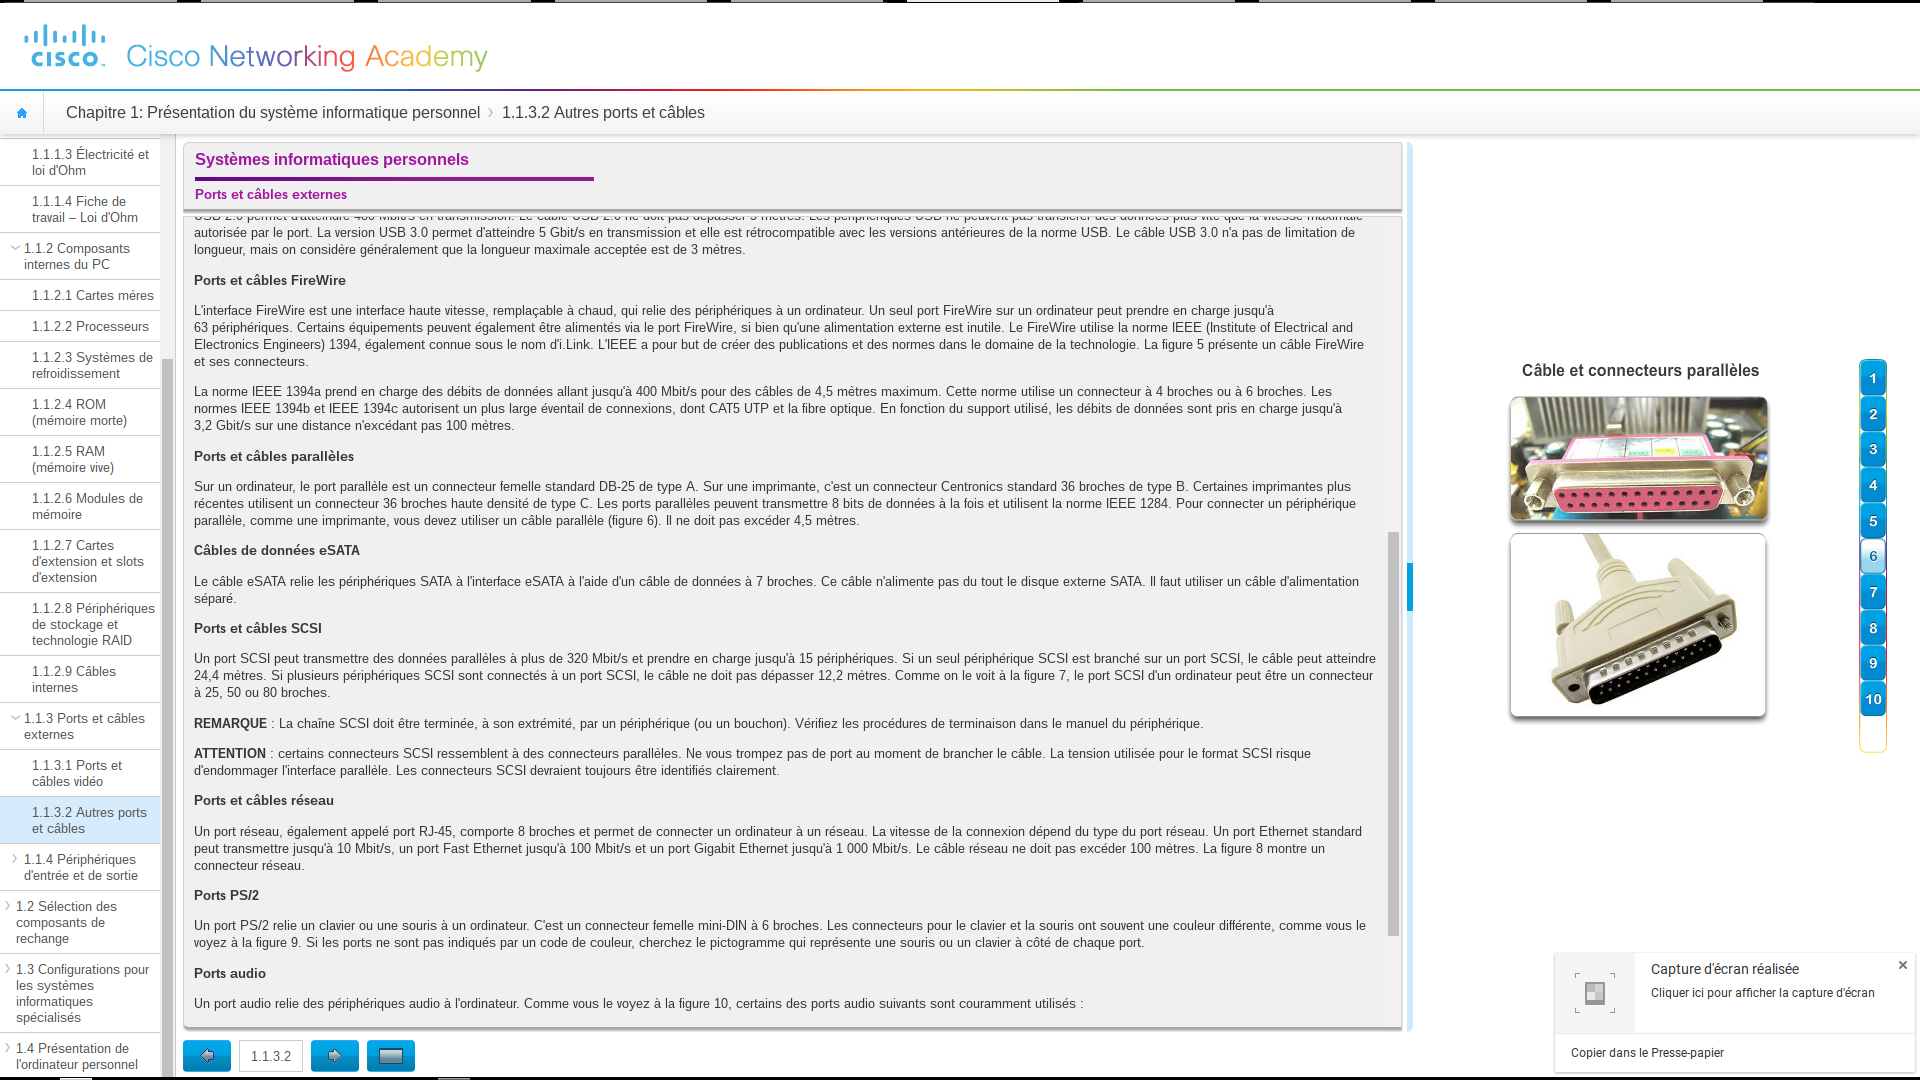 cisco
Cisco Networking Academy
Chapitre 1: Présentation du système informatique personnel
1.1.3.2 Autres ports et câbles
1.1.1.3 Électricité et
loi d'Ohm
1.1.1.4 Fiche de
travail – Loi d'Ohm
1.1.2 Composants
internes du PC
1.1.2.1 Cartes mères
1.1.2.2 Processeurs
1.1.2.3 Systèmes de
refroidissement
1.1.2.4 ROM
(mémoire morte)
1.1.2.5 RAM
(mémoire vive)
1.1.2.6 Modules de
mémoire
1.1.2.7 Cartes
d'extension et slots
d'extension
1.1.2.8 Périphériques
de stockage et
technologie RAID
1.1.2.9 Câbles
internes
1.1.3 Ports et câbles
externes
1.1.3.1 Ports et
câbles vidéo
1.1.3.2 Autres ports
et câbles
1.1.4 Périphériques
d'entrée et de sortie
1.2 Sélection des
composants de
rechange
1.3 Configurations pour
les systèmes
informatiques
spécialisés
1.4 Présentation de
l'ordinateur personnel
Systèmes informatiques personnels
Ports et câbles externes
USB 2.0 permet d'atteindre 480 Mbit/s en transmission. Le câble USB 2.0 ne doit pas dépasser 5 mètres. Les périphériques USB ne peuvent pas transférer des données plus vite que la vitesse maximale
autorisée par le port. La version USB 3.0 permet d'atteindre 5 Gbit/s en transmission et elle est rétrocompatible avec les versions antérieures de la norme USB. Le câble USB 3.0 n'a pas de limitation de
longueur, mais on considère généralement que la longueur maximale acceptée est de 3 mètres.
Ports et câbles FireWire
L'interface FireWire est une interface haute vitesse, remplaçable à chaud, qui relie des périphériques à un ordinateur. Un seul port FireWire sur un ordinateur peut prendre en charge jusqu'à
63 périphériques. Certains équipements peuvent également être alimentés via le port FireWire, si bien qu'une alimentation externe est inutile. Le FireWire utilise la norme IEEE (Institute of Electrical and
Electronics Engineers) 1394, également connue sous le nom d'i.Link. L'IEEE a pour but de créer des publications et des normes dans le domaine de la technologie. La figure 5 présente un câble FireWire
et ses connecteurs.
La norme IEEE 1394a prend en charge des débits de données allant jusqu'à 400 Mbit/s pour des câbles de 4,5 mètres maximum. Cette norme utilise un connecteur à 4 broches ou à 6 broches. Les
normes IEEE 1394b et IEEE 1394c autorisent un plus large éventail de connexions, dont CAT5 UTP et la fibre optique. En fonction du support utilisé, les débits de données sont pris en charge jusqu'à
3,2 Gbit/s sur une distance n'excédant pas 100 mètres.
Ports et câbles parallèles
Sur un ordinateur, le port parallèle est un connecteur femelle standard DB-25 de type A. Sur une imprimante, c'est un connecteur Centronics standard 36 broches de type B. Certaines imprimantes plus
récentes utilisent un connecteur 36 broches haute densité de type C. Les ports parallèles peuvent transmettre 8 bits de données à la fois et utilisent la norme IEEE 1284. Pour connecter un périphérique
parallèle, comme une imprimante, vous devez utiliser un câble parallèle (figure 6). Il ne doit pas excéder 4,5 mètres.
Câbles de données eSATA
Le câble eSATA relie les périphériques SATA à l'interface eSATA à l'aide d'un câble de données à 7 broches. Ce câble n'alimente pas du tout le disque externe SATA. Il faut utiliser un câble d'alimentation
séparé.
Ports et câbles SCSI
Un port SCSI peut transmettre des données parallèles à plus de 320 Mbit/s et prendre en charge jusqu'à 15 périphériques. Si un seul périphérique SCSI est branché sur un port SCSI, le câble peut atteindre
24,4 mètres. Si plusieurs périphériques SCSI sont connectés à un port SCSI, le câble ne doit pas dépasser 12,2 mètres. Comme on le voit à la figure 7, le port SCSI d'un ordinateur peut être un connecteur
à 25, 50 ou 80 broches.
REMARQUE : La chaîne SCSI doit être terminée, à son extrémité, par un périphérique (ou un bouchon). Vérifiez les procédures de terminaison dans le manuel du périphérique.
ATTENTION : certains connecteurs SCSI ressemblent à des connecteurs parallèles. Ne vous trompez pas de port au moment de brancher le câble. La tension utilisée pour le format SCSI risque
d'endommager l'interface parallèle. Les connecteurs SCSI devraient toujours être identifiés clairement.
Ports et câbles réseau
Un port réseau, également appelé port RJ-45, comporte 8 broches et permet de connecter un ordinateur à un réseau. La vitesse de la connexion dépend du type du port réseau. Un port Ethernet standard
peut transmettre jusqu'à 10 Mbit/s, un port Fast Ethernet jusqu'à 100 Mbit/s et un port Gigabit Ethernet jusqu'à 1 000 Mbit/s. Le câble réseau ne doit pas excéder 100 mètres. La figure 8 montre un
connecteur réseau.
Ports PS/2
Un port PS/2 relie un clavier ou une souris à un ordinateur. C'est un connecteur femelle mini-DIN à 6 broches. Les connecteurs pour le clavier et la souris ont souvent une couleur différente, comme vous le
voyez à la figure 9. Si les ports ne sont pas indiqués par un code de couleur, cherchez le pictogramme qui représente une souris ou un clavier à côté de chaque port.
Ports audio
Un port audio relie des périphériques audio à l'ordinateur. Comme vous le voyez à la figure 10, certains des ports audio suivants sont couramment utilisés :
1.1.3.2
Câble et connecteurs parallèles
1
2
3
4
5
6
7
8
9
10
Capture d'écran réalisée
Cliquer ici pour afficher la capture d'écran
Copier dans le Presse-papier